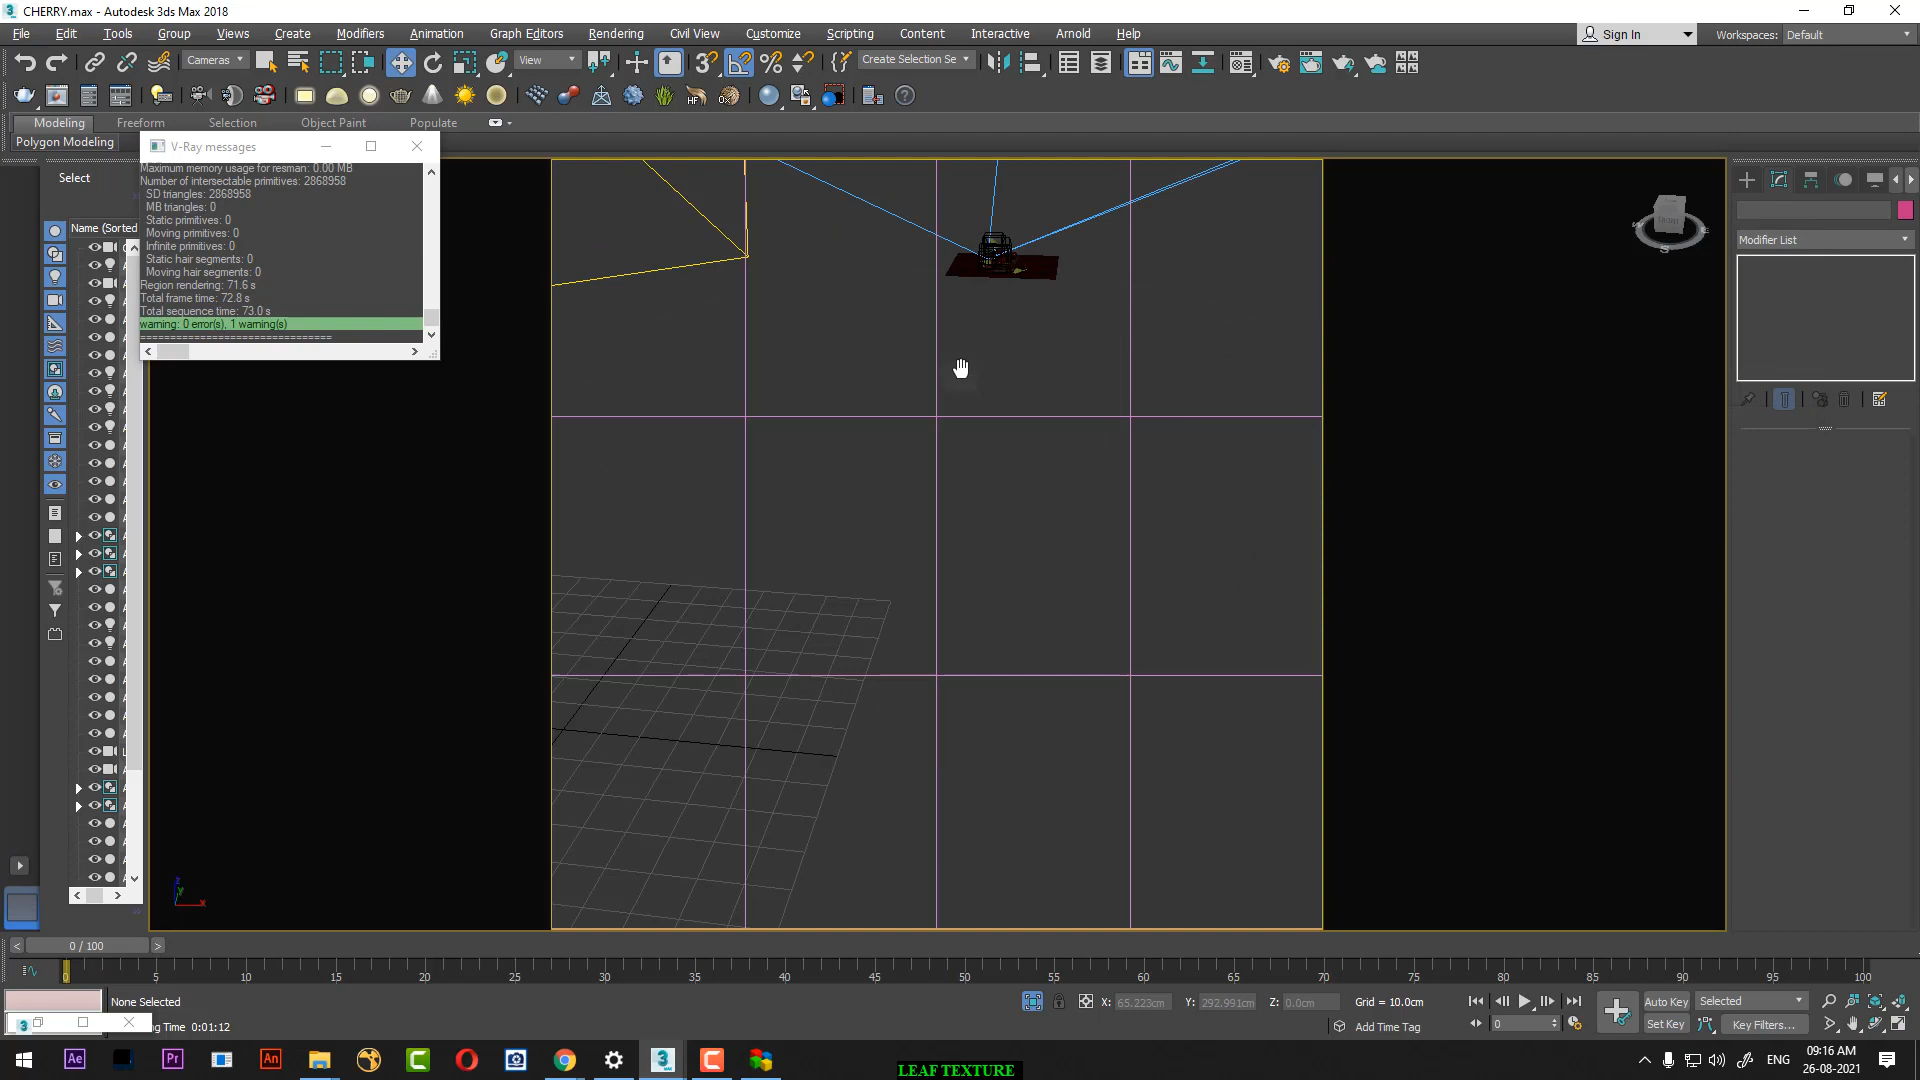 CHERRY.max - Autodesk 3ds Max 2018
File Edit Tools Group Views Create Modifiers Animation Graph Editors Rendering Civil View Customize Scripting Content Interactive Arnold Help
Sign In
Workspaces: Default
Cameras
View
Create Selection Se
Modeling Freeform Selection Object Paint Populate
Polygon Modeling
V-Ray messages
Maximum memory usage for resman: 0.00 MB
Number of intersectable primitives: 2868958
SD triangles: 2868958
MB triangles: 0
Static primitives: 0
Moving primitives: 0
Infinite primitives: 0
Static hair segments: 0
Moving hair segments: 0
Region rendering: 71.6 s
Total frame time: 72.8 s
Total sequence time: 73.0 s
warning: 0 error(s), 1 warning(s)
==============================
Select
Name (Sorted
Modifier List
0 / 100
0 5 10 15 20 25 30 35 40 45 50 55 60 65 70 75 80 85 90 95 100
None Selected
X: 65.223cm Y: 292.991cm Z: 0.0cm Grid = 10.0cm
Auto Key Selected
ng Time 0:01:12
Add Time Tag
0
Set Key Key Filters...
LEAF TEXTURE
ENG
09:16 AM
26-08-2021